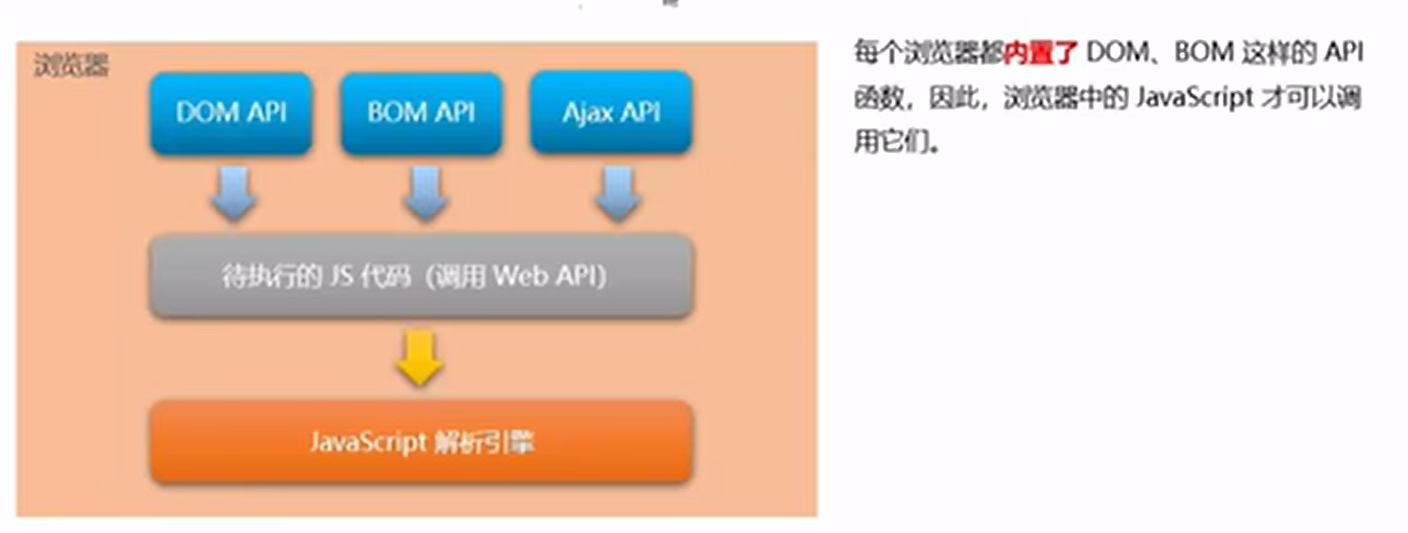 浏览器
DOM API
BOM API
Ajax API
待执行的 JS 代码（调用 Web API）
JavaScript 解析引擎
每个浏览器都内置了 DOM、BOM 这样的 API
函数，因此，浏览器中的 JavaScript 才可以调
用它们。